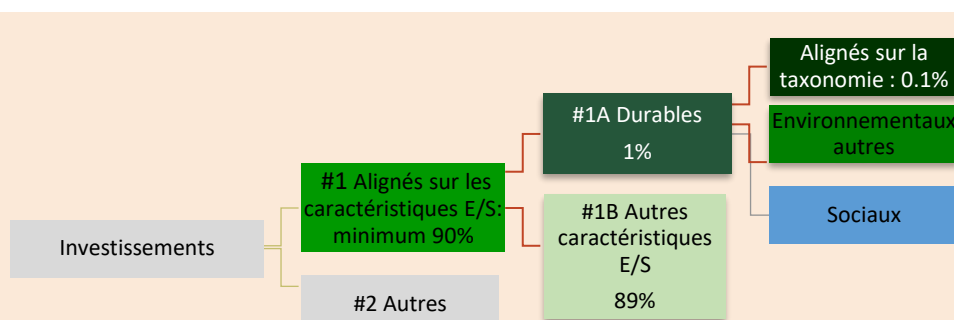 Investissements
#1 Alignés sur les
caractéristiques E/S:
minimum 90%
#2 Autres
#1A Durables
1%
#1B Autres
caractéristiques
E/S
89%
Alignés sur la
taxonomie : 0.1%
Environnementaux
autres
Sociaux